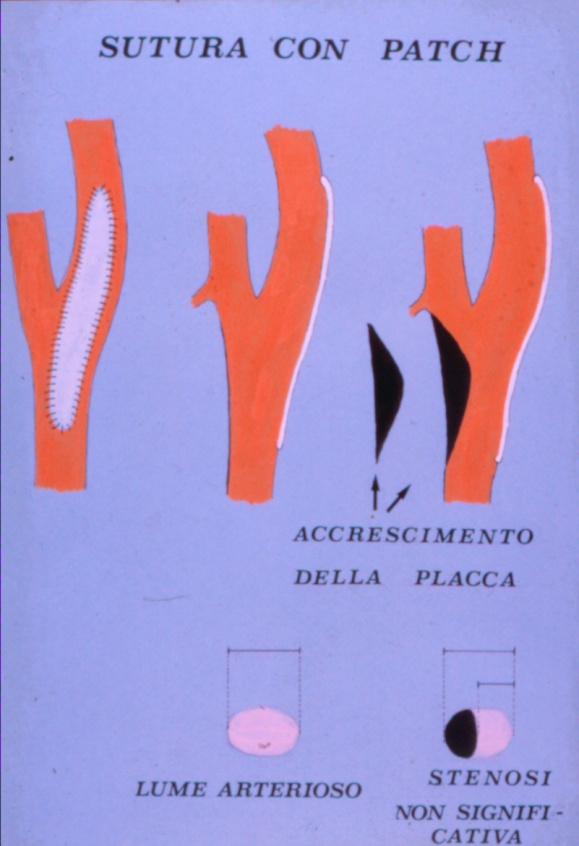 SUTURA CON PATCH
ACCRESCIMENTO
DELLA PLACCA
LUME ARTERIOSO
STENOSI
NON SIGNIFI-
CATIVA